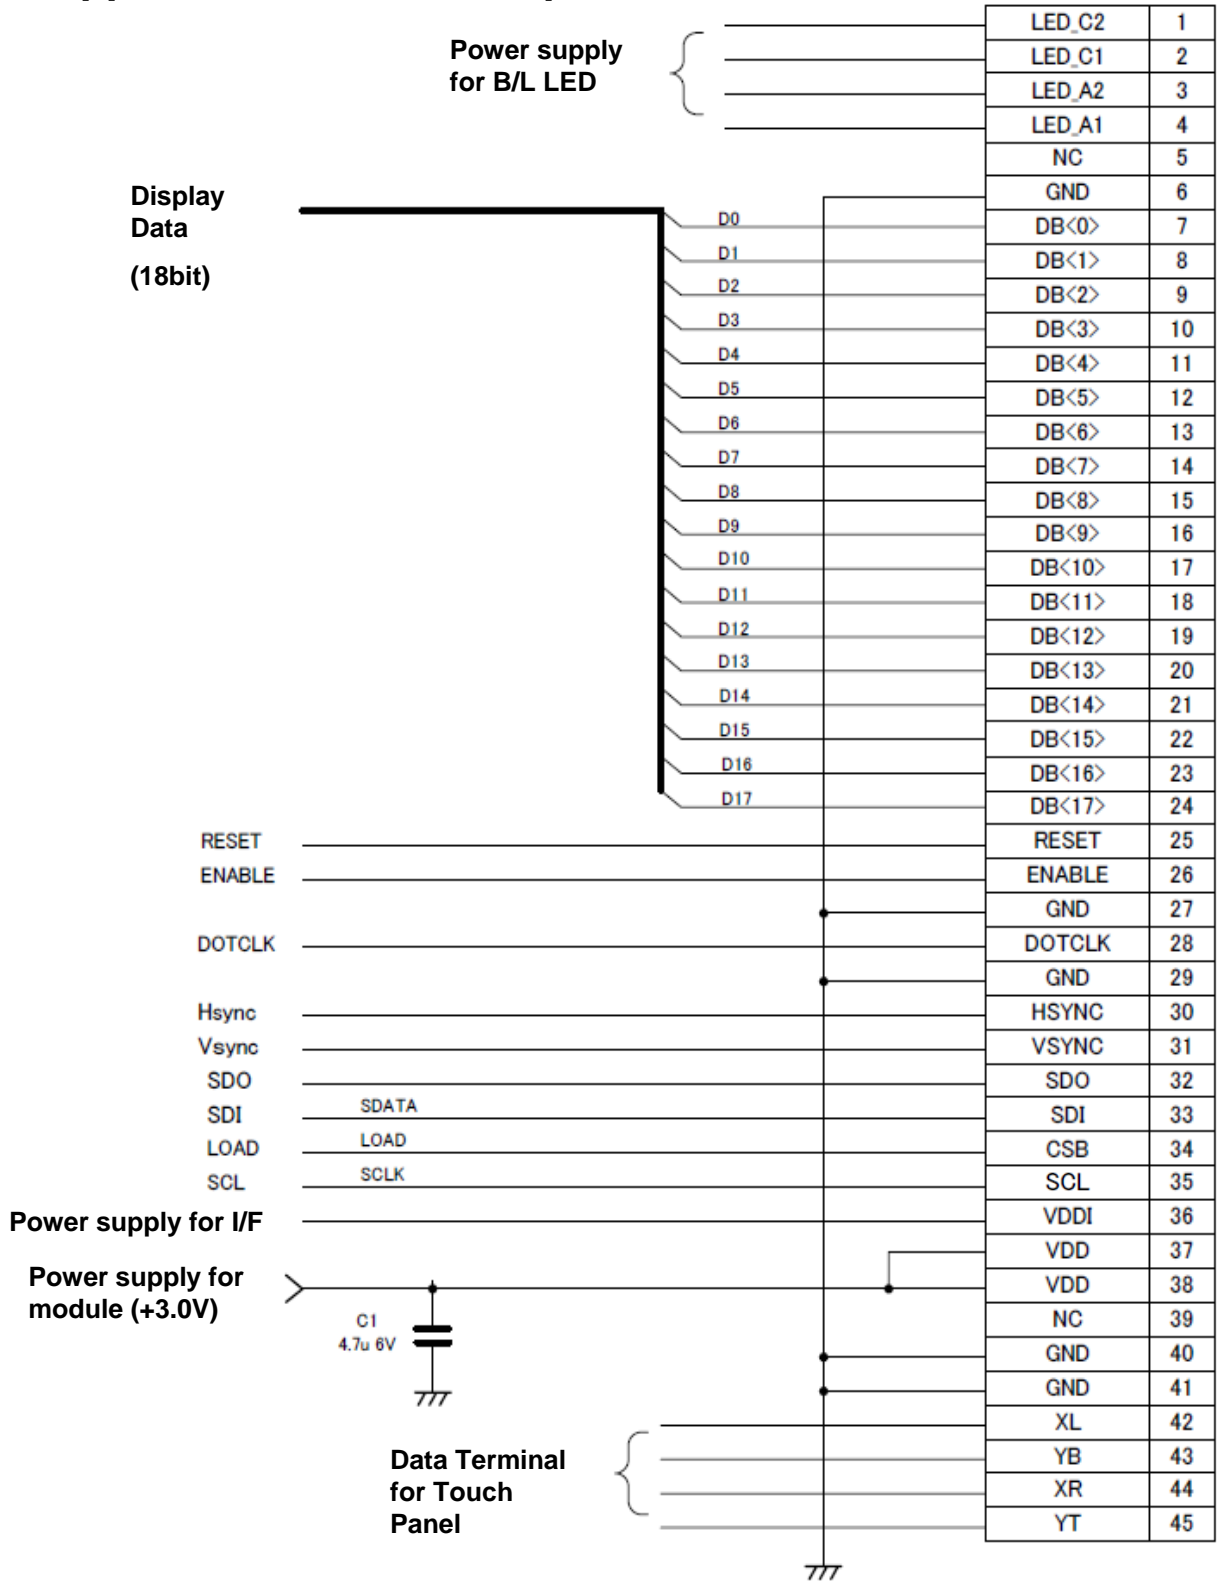 LED_C2 1
Power supply
for B/L LED
LED_C1 2
LED_A2 3
LED_A1 4
NC 5
GND 6
Display
Data
(18bit)
D0 DB<0> 7
D1 DB<1> 8
D2 DB<2> 9
D3 DB<3> 10
D4 DB<4> 11
D5 DB<5> 12
D6 DB<6> 13
D7 DB<7> 14
D8 DB<8> 15
D9 DB<9> 16
D10 DB<10> 17
D11 DB<11> 18
D12 DB<12> 19
D13 DB<13> 20
D14 DB<14> 21
D15 DB<15> 22
D16 DB<16> 23
D17 DB<17> 24
RESET RESET 25
ENABLE ENABLE 26
GND 27
DOTCLK DOTCLK 28
GND 29
Hsync HSYNC 30
Vsync VSYNC 31
SDO SDO 32
SDI SDATA SDI 33
LOAD LOAD CSB 34
SCL SCLK SCL 35
Power supply for I/F VDDI 36
VDD 37
Power supply for
module (+3.0V)
VDD 38
C1
4.7u 6V
NC 39
GND 40
GND 41
XL 42
Data Terminal
for Touch
Panel
YB 43
XR 44
YT 45